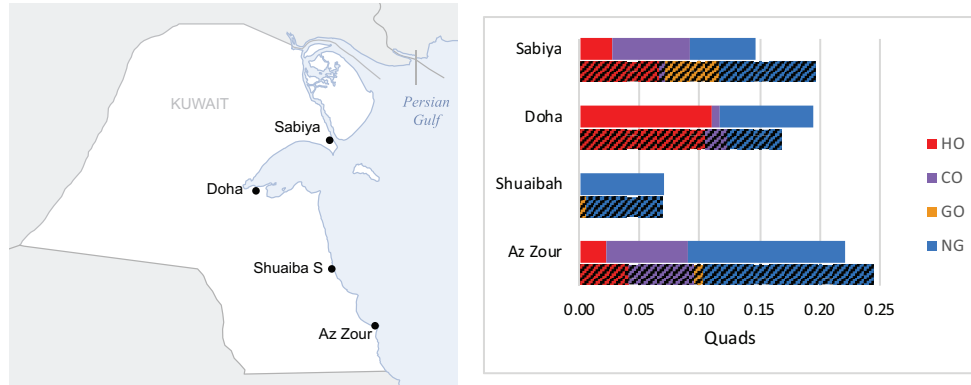 KUWAIT
Persian
Gulf
Sabiya
Doha
Shuaiba S
Az Zour
Sabiya
Doha
Shuaibah
Az Zour
0.00 0.05 0.10 0.15 0.20 0.25
Quads
HO
CO
GO
NG